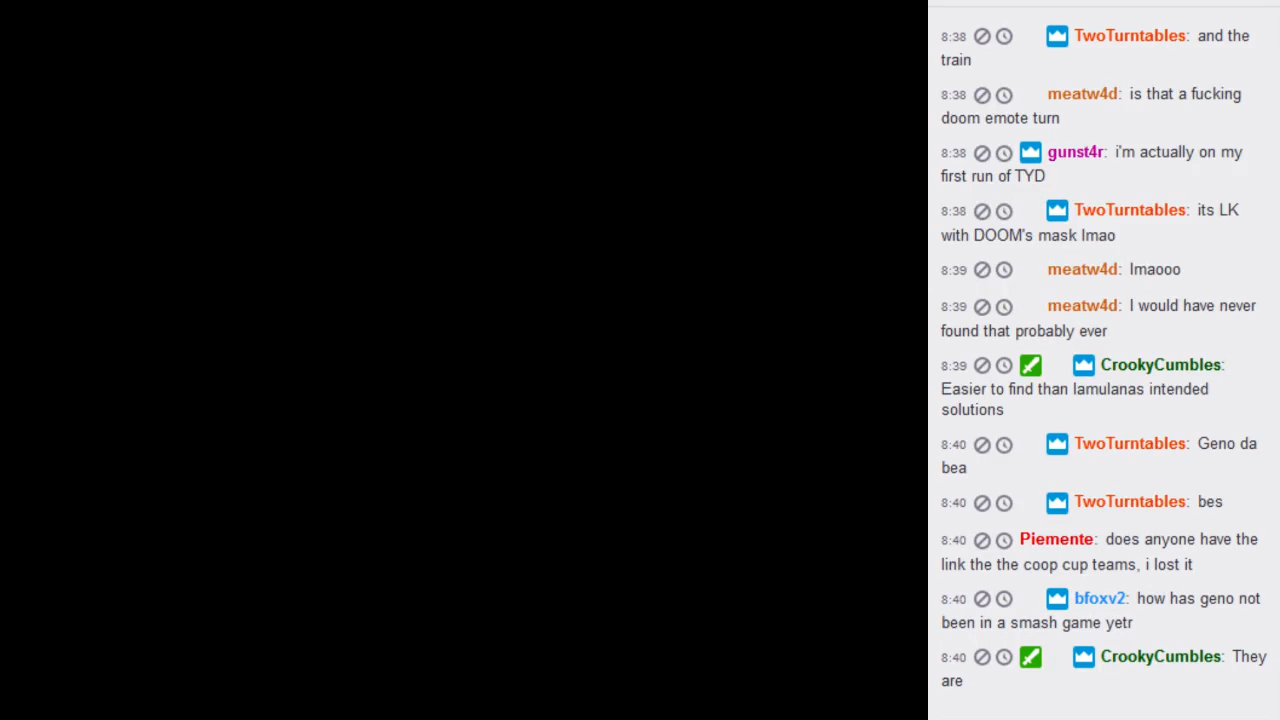 8:38 TwoTurntables: and the
train
8:38 meatw4d: is that a fucking
doom emote turn
8:38 gunst4r: i'm actually on my
first run of TYD
8:38 TwoTurntables: its LK
with DOOM's mask lmao
8:39 meatw4d: lmaooo
8:39 meatw4d: I would have never
found that probably ever
8:39 CrookyCumbles:
Easier to find than lamulanas intended
solutions
8:40 TwoTurntables: Geno da
bea
8:40 TwoTurntables: bes
8:40 Piemente: does anyone have the
link the the coop cup teams, i lost it
8:40 bfoxv2: how has geno not
been in a smash game yetr
8:40 CrookyCumbles: They
are